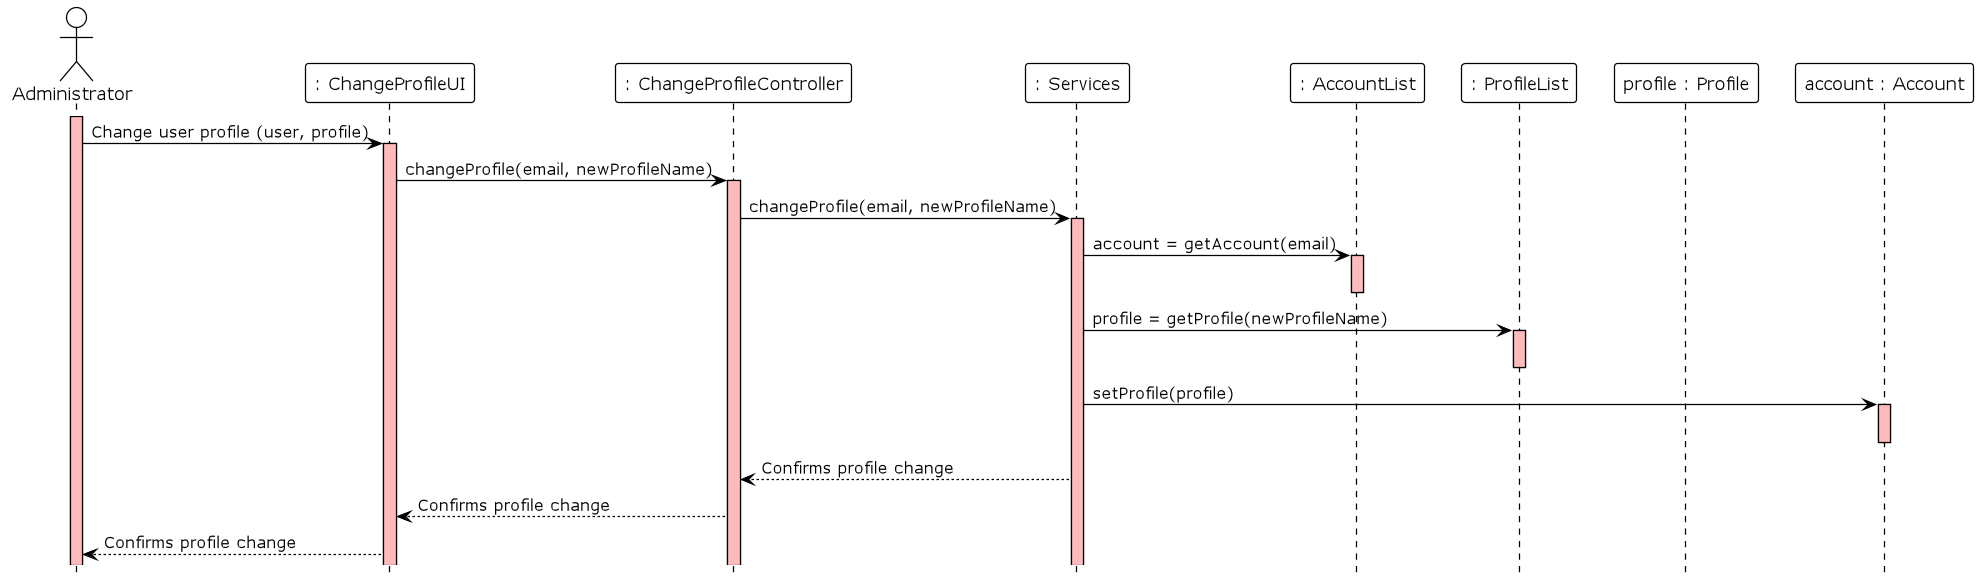 Administrator
: ChangeProfileUI
: ChangeProfileController
: Services
: AccountList
: ProfileList
profile : Profile
account : Account
Change user profile (user, profile)
changeProfile(email, newProfileName)
changeProfile(email, newProfileName)
account = getAccount(email)
profile = getProfile(newProfileName)
setProfile(profile)
Confirms profile change
Confirms profile change
Confirms profile change